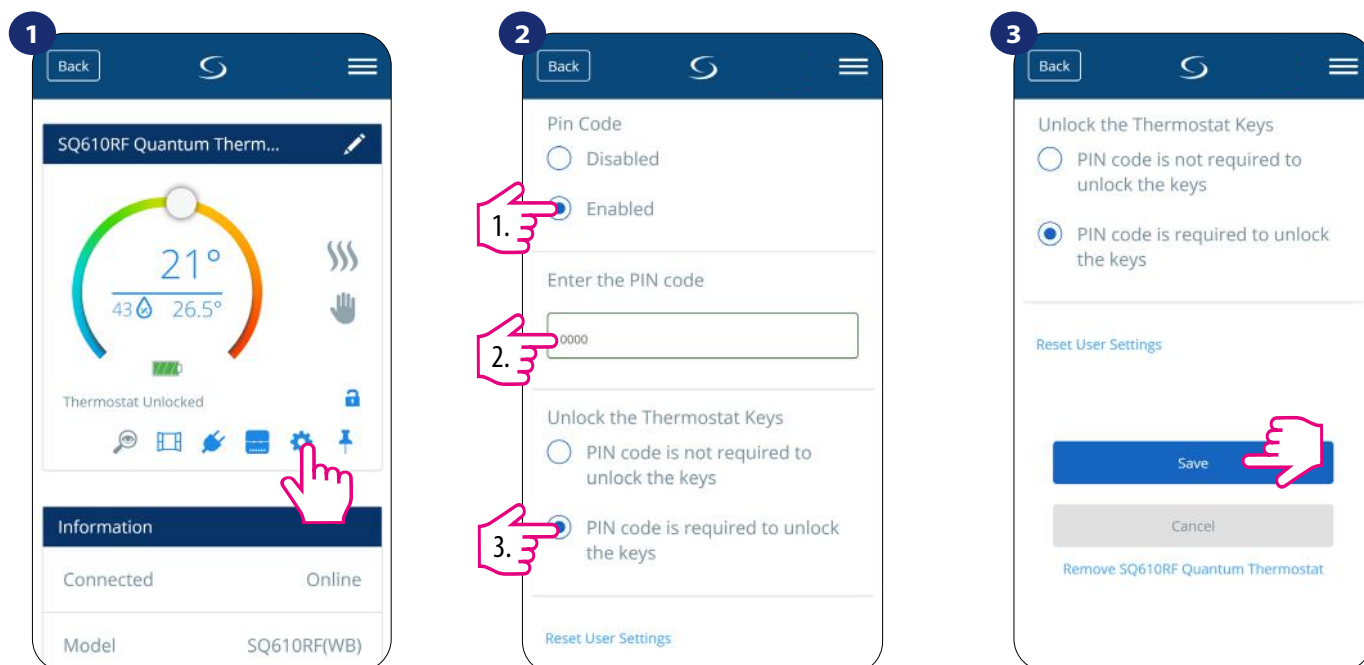 1
Back
SQ610RF Quantum Therm...
21°
43 26.5°
Thermostat Unlocked
Information
Connected Online
Model SQ610RF(WB)
2
Back
Pin Code
Disabled
1. Enabled
Enter the PIN code
2. 0000
Unlock the Thermostat Keys
PIN code is not required to
unlock the keys
3. PIN code is required to unlock
the keys
Reset User Settings
3
Back
Unlock the Thermostat Keys
PIN code is not required to
unlock the keys
PIN code is required to unlock
the keys
Reset User Settings
Save
Cancel
Remove SQ610RF Quantum Thermostat